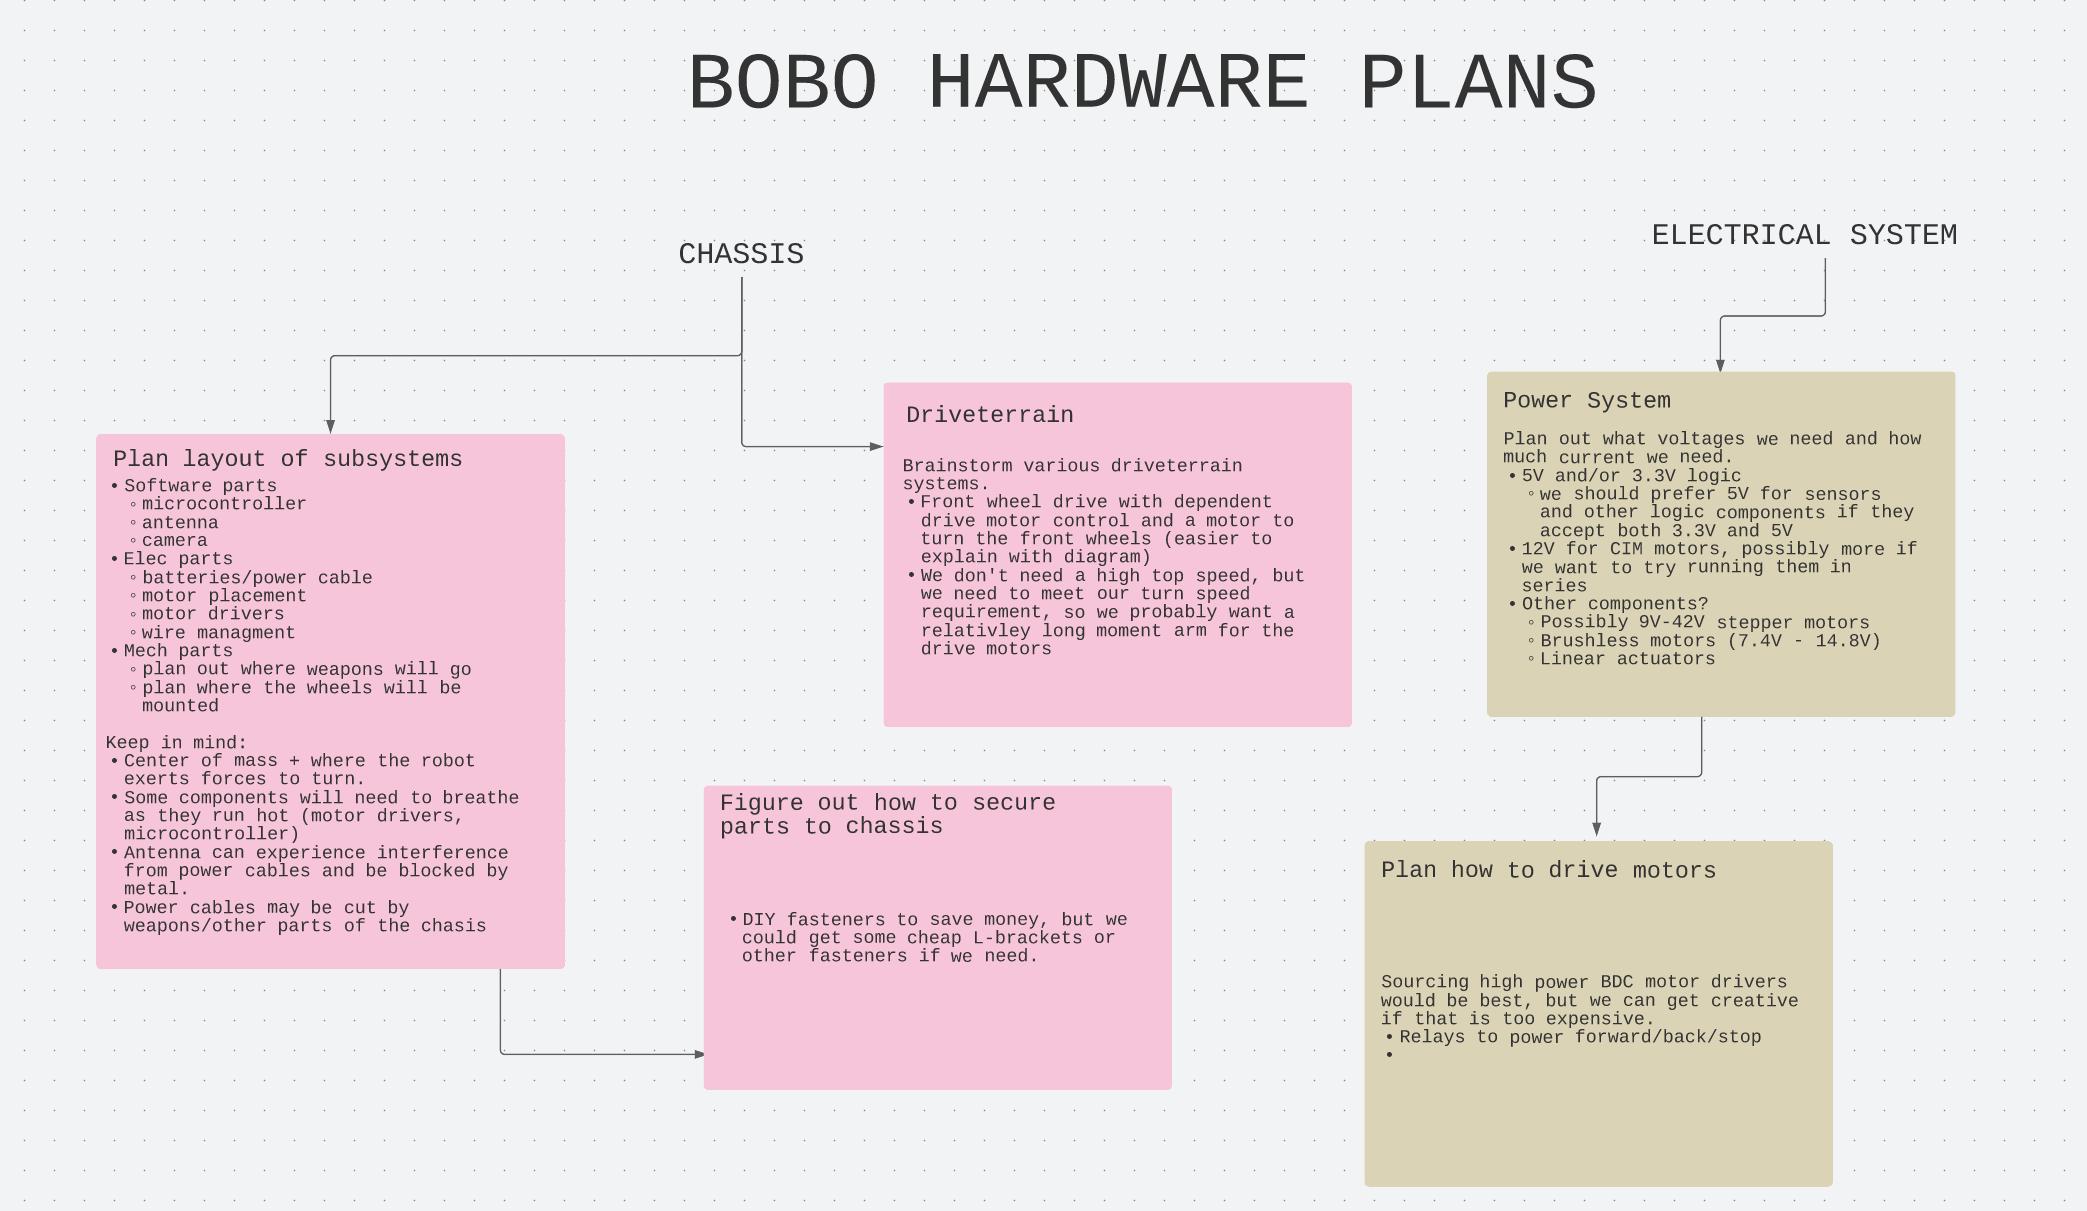 BOBO HARDWARE PLANS
CHASSIS
Plan layout of subsystems
• Software parts
◦ microcontroller
◦ antenna
◦ camera
• Elec parts
◦ batteries/power cable
◦ motor placement
◦ motor drivers
◦ wire managment
• Mech parts
◦ plan out where weapons will go
◦ plan where the wheels will be
mounted
Keep in mind:
• Center of mass + where the robot
exerts forces to turn.
• Some components will need to breathe
as they run hot (motor drivers,
microcontroller)
• Antenna can experience interference
from power cables and be blocked by
metal.
• Power cables may be cut by
weapons/other parts of the chasis
Driveterrain
Brainstorm various driveterrain
systems.
• Front wheel drive with dependent
drive motor control and a motor to
turn the front wheels (easier to
explain with diagram)
• We don't need a high top speed, but
we need to meet our turn speed
requirement, so we probably want a
relativley long moment arm for the
drive motors
Figure out how to secure
parts to chassis
• DIY fasteners to save money, but we
could get some cheap L-brackets or
other fasteners if we need.
ELECTRICAL SYSTEM
Power System
Plan out what voltages we need and how
much current we need.
• 5V and/or 3.3V logic
◦ we should prefer 5V for sensors
and other logic components if they
accept both 3.3V and 5V
• 12V for CIM motors, possibly more if
we want to try running them in
series
• Other components?
◦ Possibly 9V-42V stepper motors
◦ Brushless motors (7.4V - 14.8V)
◦ Linear actuators
Plan how to drive motors
Sourcing high power BDC motor drivers
would be best, but we can get creative
if that is too expensive.
• Relays to power forward/back/stop
•